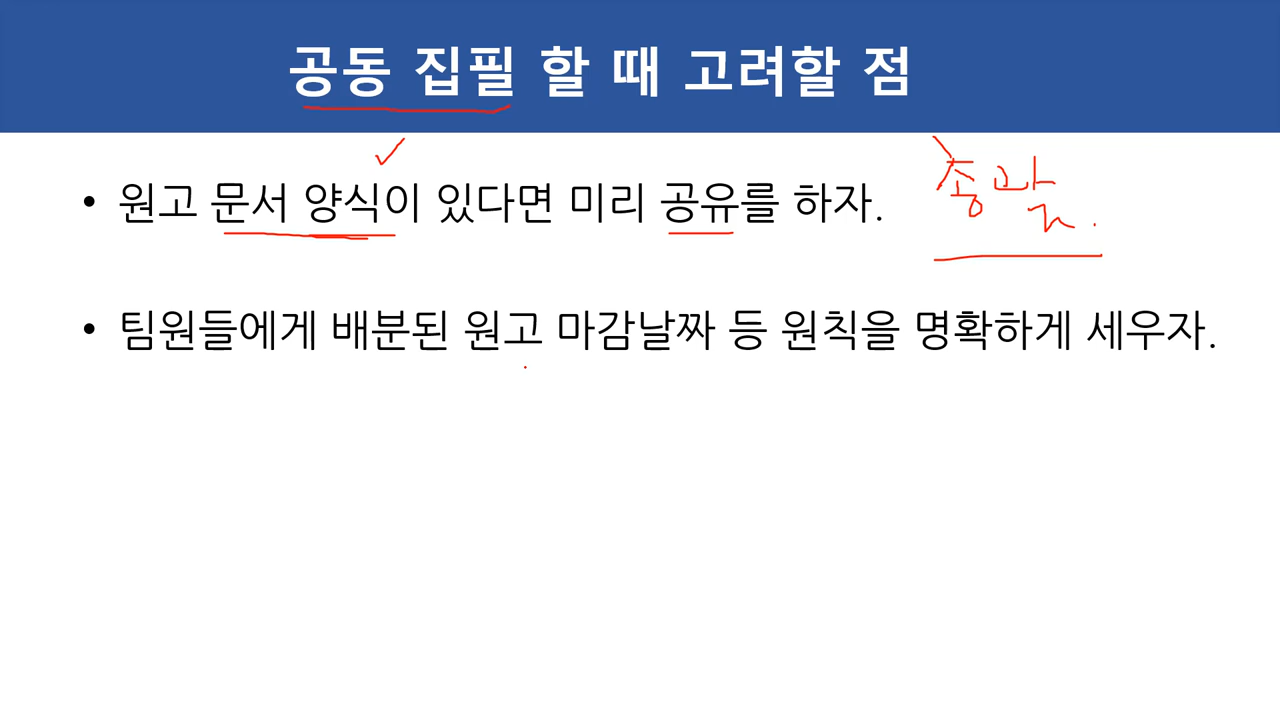 공동 집필 할 때 고려할 점
• 원고 문서 양식이 있다면 미리 공유를 하자.
총괄
• 팀원들에게 배분된 원고 마감날짜 등 원칙을 명확하게 세우자.